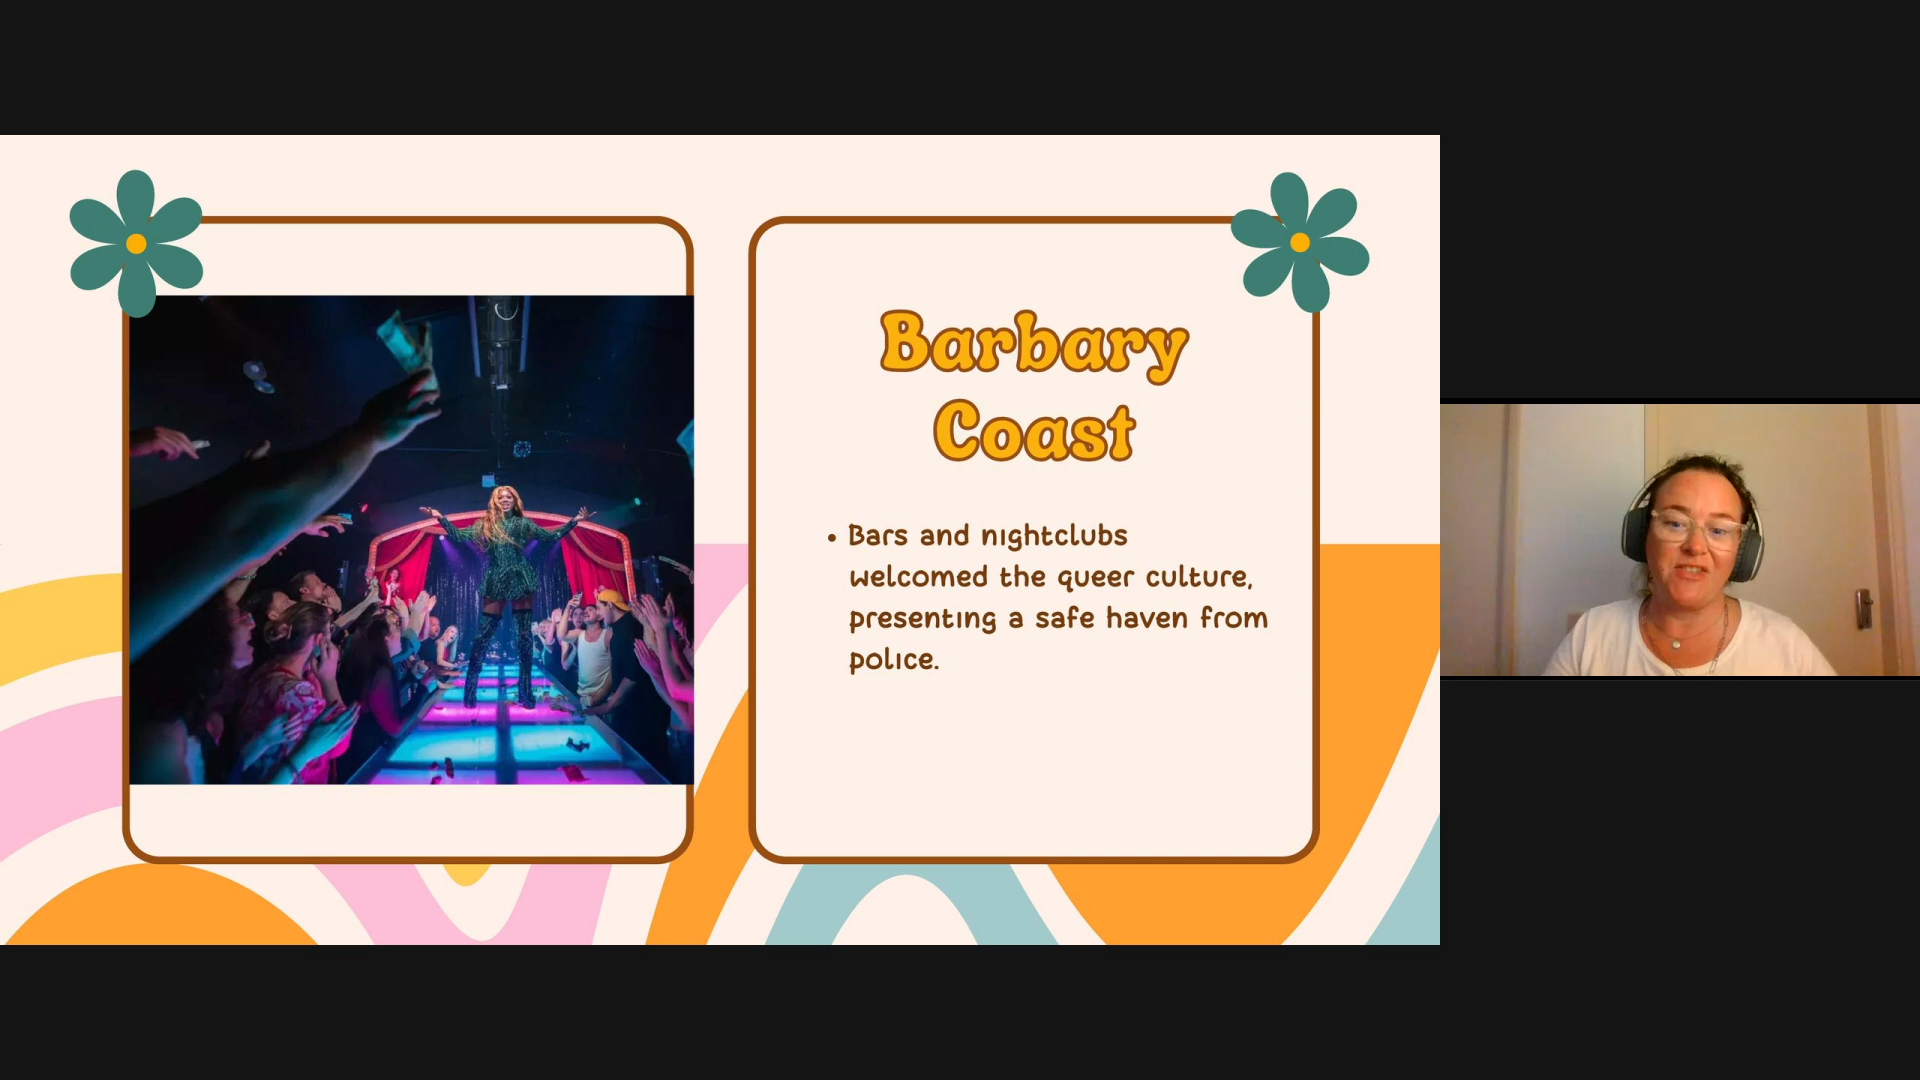 Barbary
Coast
• Bars and nightclubs
welcomed the queer culture,
presenting a safe haven from
police.